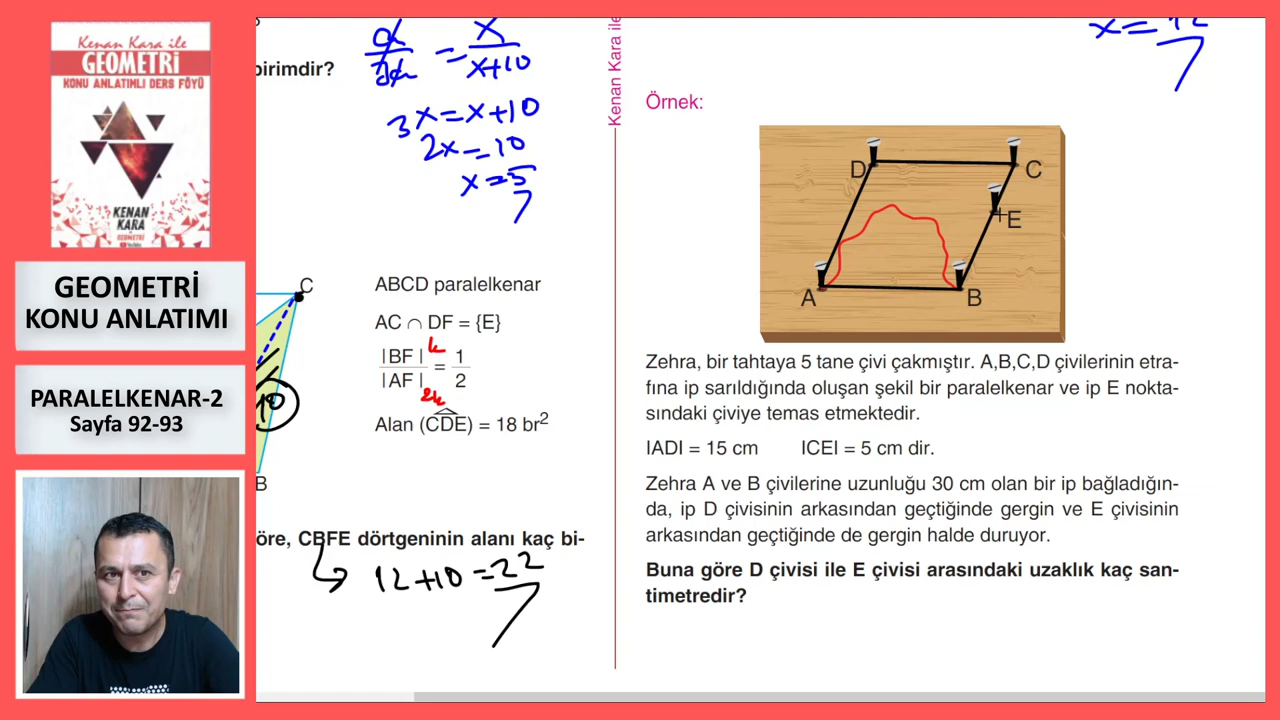 Kenan Kara ile
GEOMETRİ
KONU ANLATIMLI DERS FÖYÜ
KENAN
KARA
GEOMETRİ
GEOMETRİ
KONU ANLATIMI
PARALELKENAR-2
Sayfa 92-93
birimdir?
x/x+10
3x=x+10
2x=10
x=5
C
B
10
ABCD paralelkenar
AC ∩ DF = {E}
|BF| k / |AF| 2k = 1/2
Alan (CDE) = 18 br²
öre, CBFE dörtgeninin alanı kaç bi-
12+10=22
Kenan Kara ile
x=12
Örnek:
D
C
E
A
B
Zehra, bir tahtaya 5 tane çivi çakmıştır. A,B,C,D çivilerinin etra-
fına ip sarıldığında oluşan şekil bir paralelkenar ve ip E nokta-
sındaki çiviye temas etmektedir.
IADI = 15 cm ICEI = 5 cm dir.
Zehra A ve B çivilerine uzunluğu 30 cm olan bir ip bağladığın-
da, ip D çivisinin arkasından geçtiğinde gergin ve E çivisinin
arkasından geçtiğinde de gergin halde duruyor.
Buna göre D çivisi ile E çivisi arasındaki uzaklık kaç san-
timetredir?